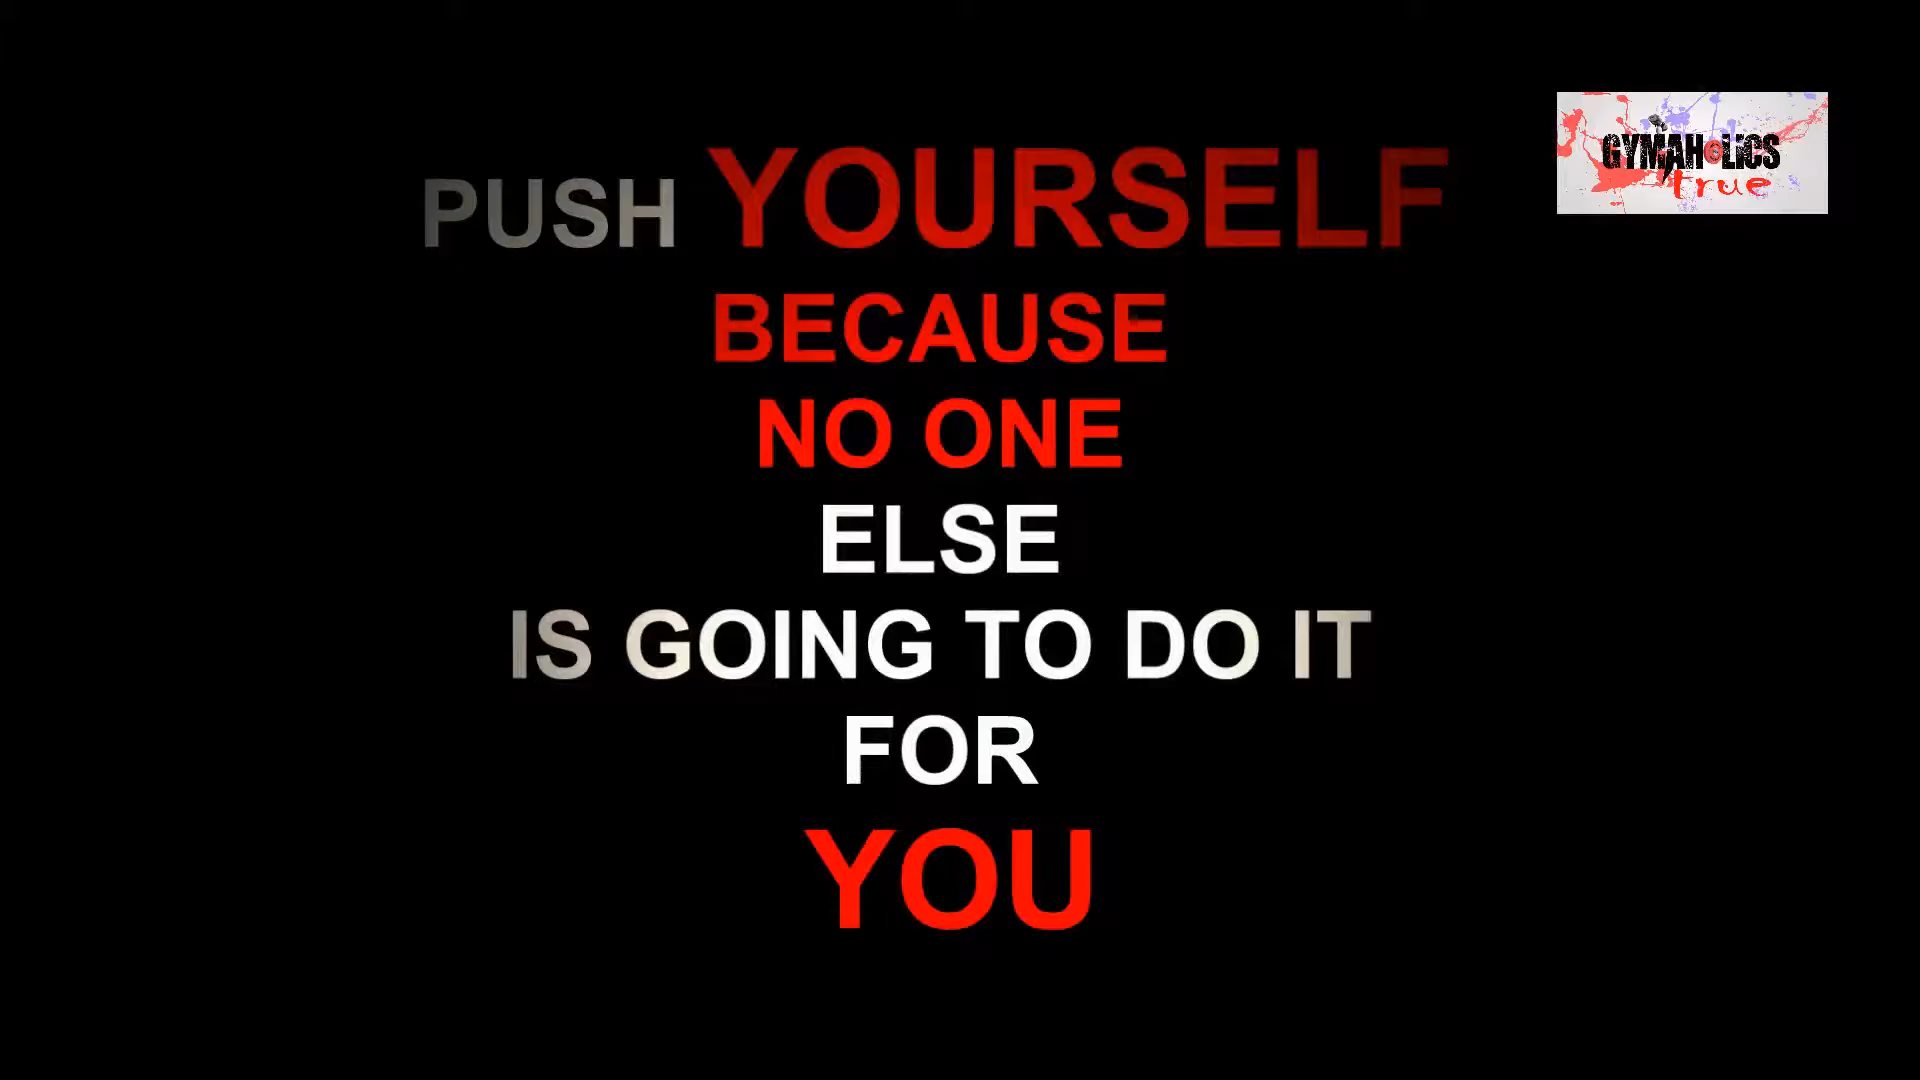 PUSH YOURSELF
BECAUSE
NO ONE
ELSE
IS GOING TO DO IT
FOR
YOU
GYMAHOLICS
true